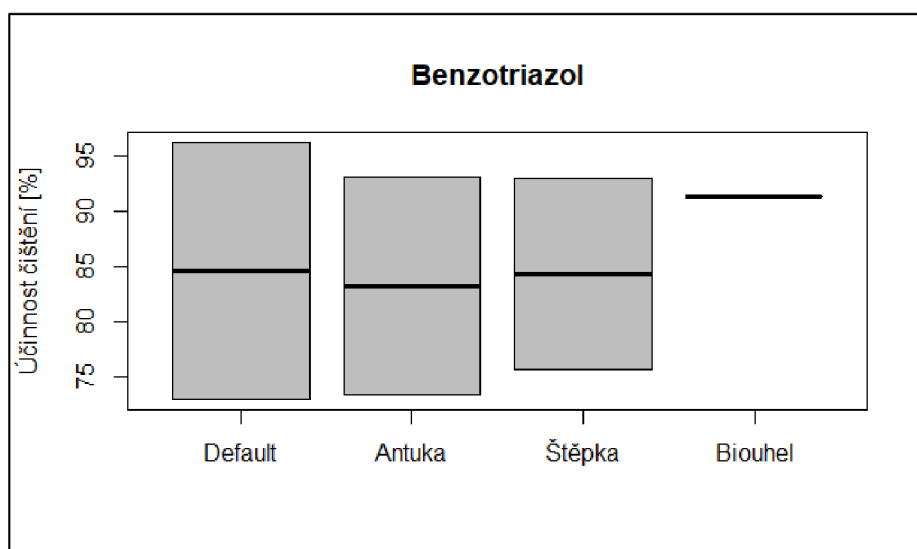 Benzotriazol
Účinnost čištění [%]
95
90
85
80
75
Default Antuka Štěpka Biouhel